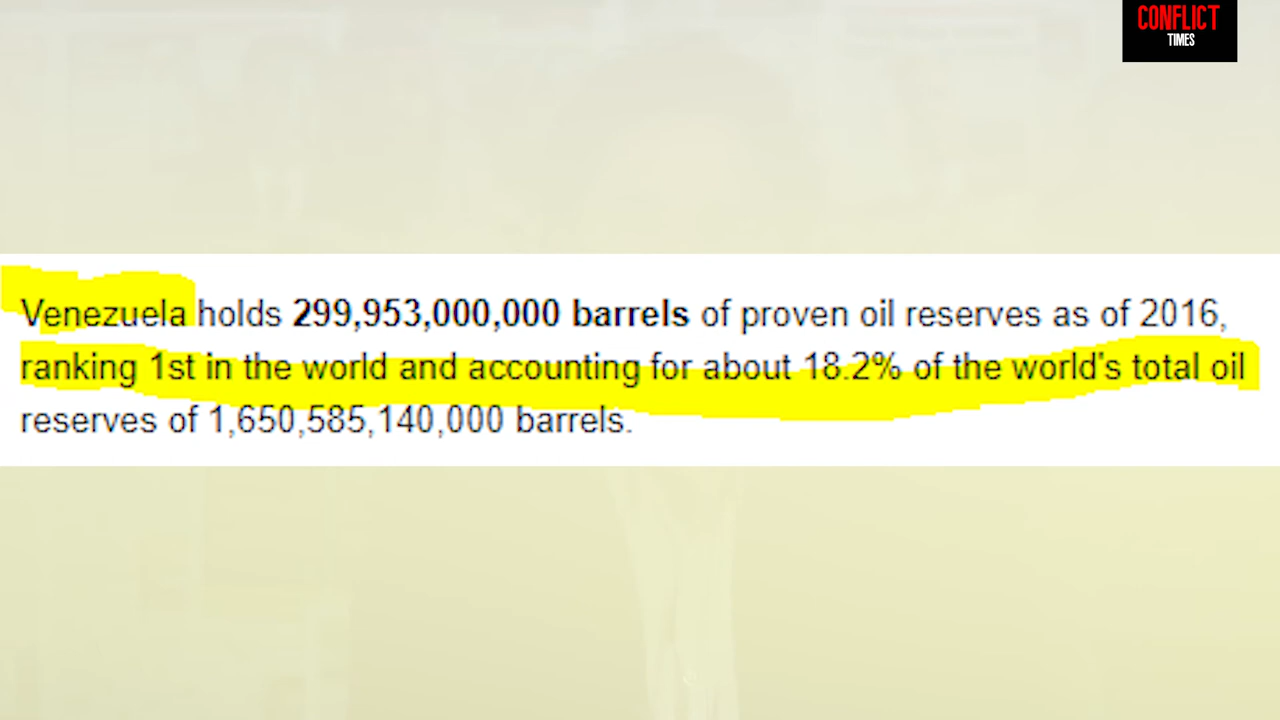 CONFLICT
TIMES
Venezuela holds 299,953,000,000 barrels of proven oil reserves as of 2016,
ranking 1st in the world and accounting for about 18.2% of the world's total oil
reserves of 1,650,585,140,000 barrels.